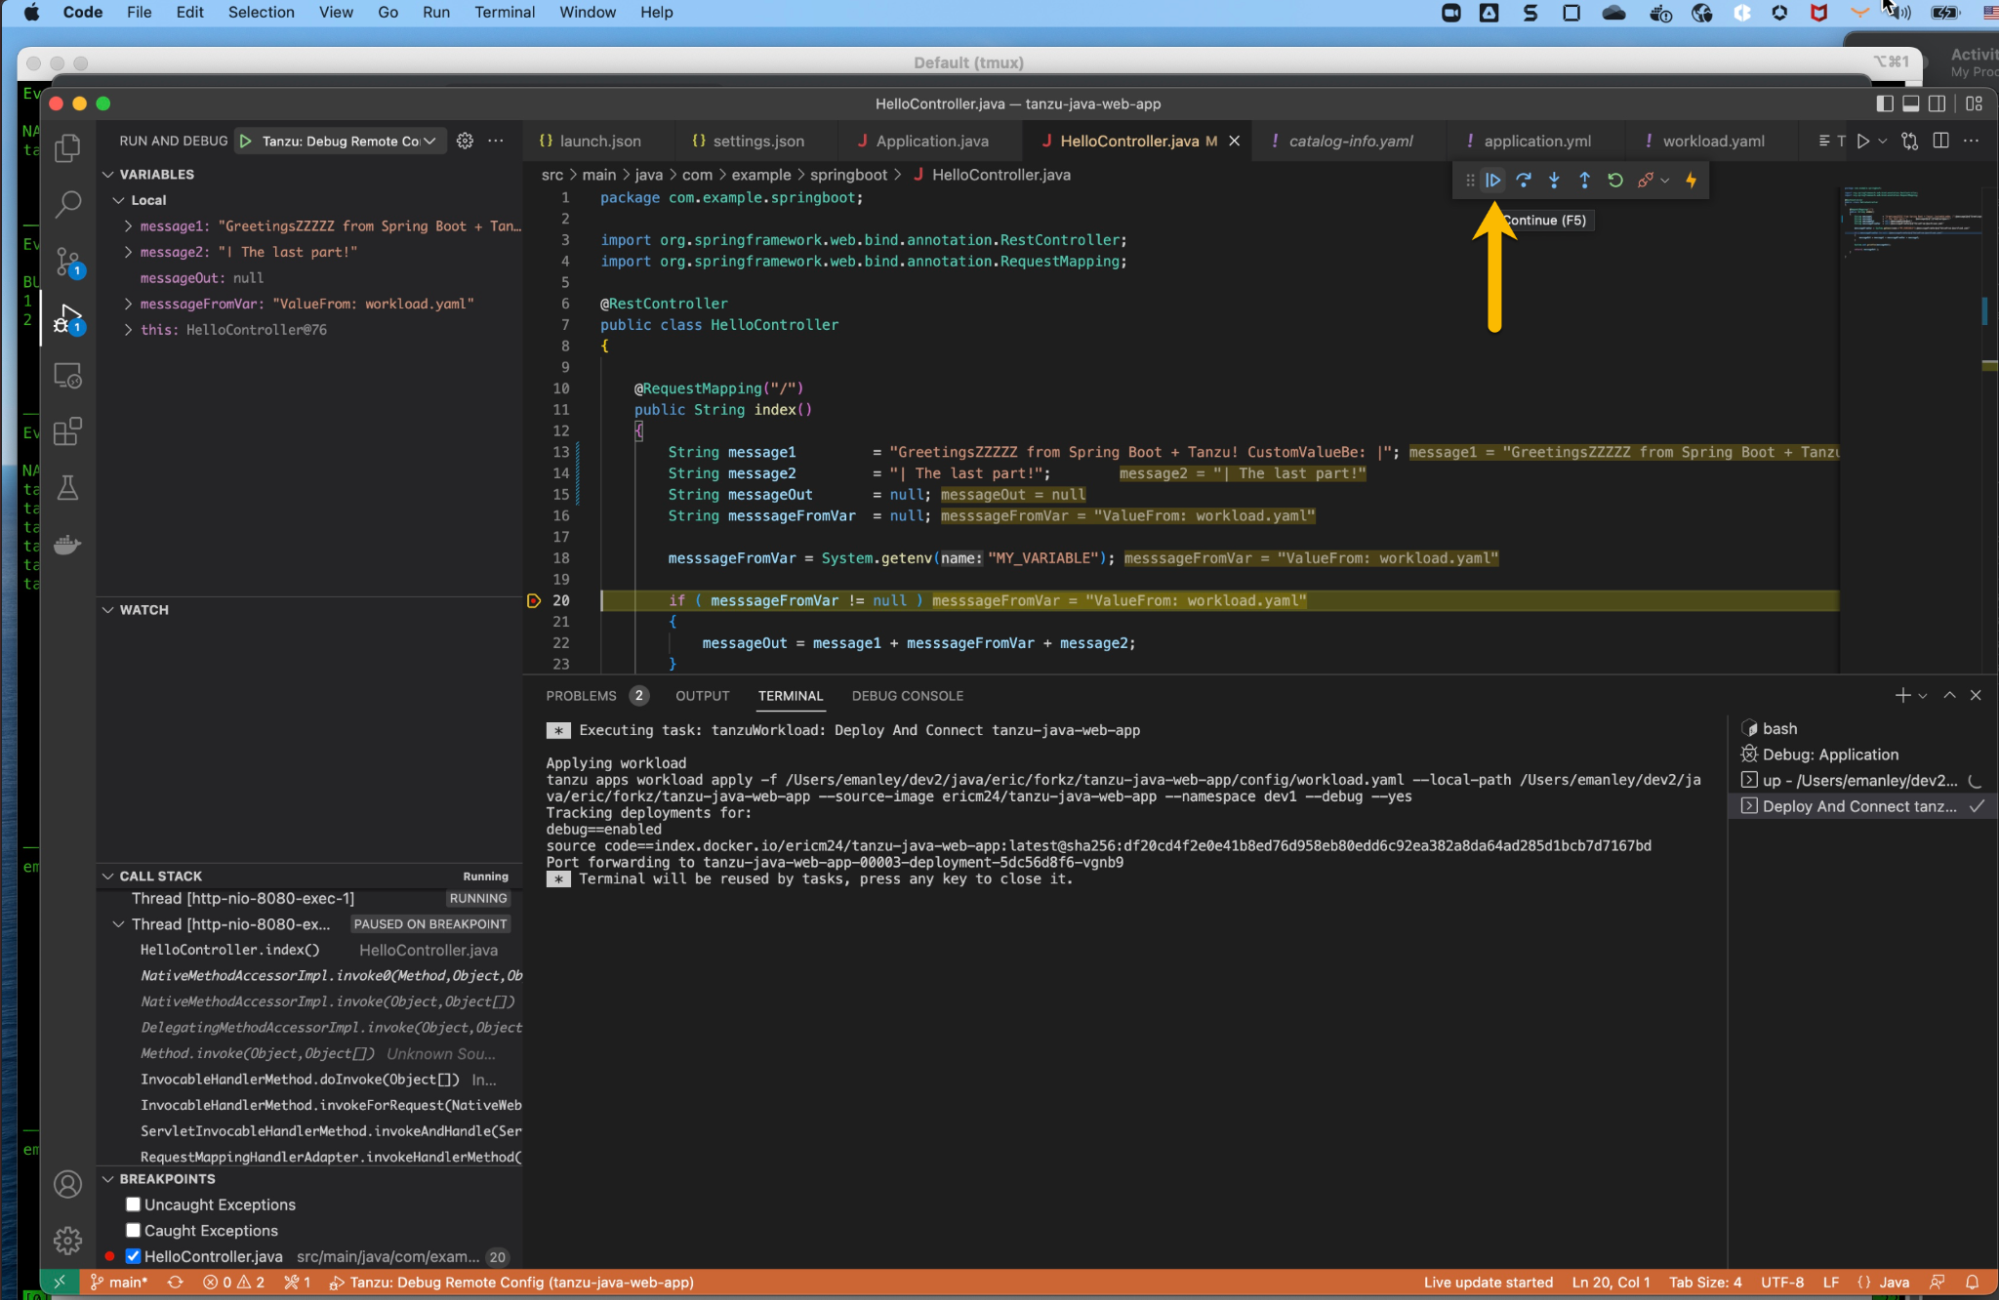 Code File Edit Selection View Go Run Terminal Window Help
Default (tmux)
⌥⌘1
HelloController.java — tanzu-java-web-app
RUN AND DEBUG
Tanzu: Debug Remote Co
VARIABLES
Local
message1: "GreetingsZZZZZ from Spring Boot + Tan...
message2: "| The last part!"
messageOut: null
messsageFromVar: "ValueFrom: workload.yaml"
this: HelloController@76
WATCH
CALL STACK Running
Thread [http-nio-8080-exec-1] RUNNING
Thread [http-nio-8080-ex... PAUSED ON BREAKPOINT
HelloController.index() HelloController.java
NativeMethodAccessorImpl.invoke0(Method,Object,Ob
NativeMethodAccessorImpl.invoke(Object,Object[])
DelegatingMethodAccessorImpl.invoke(Object,Object
Method.invoke(Object,Object[]) Unknown Sou...
InvocableHandlerMethod.doInvoke(Object[]) In...
InvocableHandlerMethod.invokeForRequest(NativeWeb
ServletInvocableHandlerMethod.invokeAndHandle(Ser
RequestMappingHandlerAdapter.invokeHandlerMethod(
BREAKPOINTS
Uncaught Exceptions
Caught Exceptions
HelloController.java src/main/java/com/exam... 20
{} launch.json {} settings.json J Application.java J HelloController.java M ! catalog-info.yaml ! application.yml ! workload.yaml T
src > main > java > com > example > springboot > J HelloController.java
Continue (F5)
1 package com.example.springboot;
2
3 import org.springframework.web.bind.annotation.RestController;
4 import org.springframework.web.bind.annotation.RequestMapping;
5
6 @RestController
7 public class HelloController
8 {
9
10 @RequestMapping("/")
11 public String index()
12 {
13 String message1 = "GreetingsZZZZZ from Spring Boot + Tanzu! CustomValueBe: |"; message1 = "GreetingsZZZZZ from Spring Boot + Tanzu
14 String message2 = "| The last part!"; message2 = "| The last part!"
15 String messageOut = null; messageOut = null
16 String messsageFromVar = null; messsageFromVar = "ValueFrom: workload.yaml"
17
18 messsageFromVar = System.getenv(name: "MY_VARIABLE"); messsageFromVar = "ValueFrom: workload.yaml"
19
20 if ( messsageFromVar != null ) messsageFromVar = "ValueFrom: workload.yaml"
21 {
22 messageOut = message1 + messsageFromVar + message2;
23 }
PROBLEMS 2 OUTPUT TERMINAL DEBUG CONSOLE
* Executing task: tanzuWorkload: Deploy And Connect tanzu-java-web-app
Applying workload
tanzu apps workload apply -f /Users/emanley/dev2/java/eric/forkz/tanzu-java-web-app/config/workload.yaml --local-path /Users/emanley/dev2/ja
va/eric/forkz/tanzu-java-web-app --source-image ericm24/tanzu-java-web-app --namespace dev1 --debug --yes
Tracking deployments for:
debug==enabled
source code==index.docker.io/ericm24/tanzu-java-web-app:latest@sha256:df20cd4f2e0e41b8ed76d958eb80edd6c92ea382a8da64ad285d1bcb7d7167bd
Port forwarding to tanzu-java-web-app-00003-deployment-5dc56d8f6-vgnb9
* Terminal will be reused by tasks, press any key to close it.
bash
Debug: Application
up - /Users/emanley/dev2...
Deploy And Connect tanz...
main* 0 2 1 Tanzu: Debug Remote Config (tanzu-java-web-app) Live update started Ln 20, Col 1 Tab Size: 4 UTF-8 LF {} Java